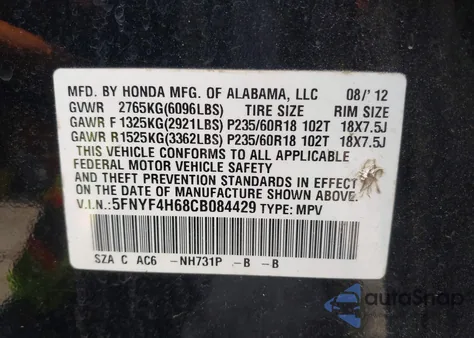 MFD. BY HONDA MFG. OF ALABAMA, LLC 08/'12
GVWR 2765KG(6096LBS) TIRE SIZE RIM SIZE
GAWR F 1325KG(2921LBS) P235/60R18 102T 18X7.5J
GAWR R1525KG(3362LBS) P235/60R18 102T 18X7.5J
THIS VEHICLE CONFORMS TO ALL APPLICABLE
FEDERAL MOTOR VEHICLE SAFETY
AND THEFT PREVENTION STANDARDS IN EFFECT
ON THE DATE OF MANUFACTURE SHOWN ABOVE.
V.I.N.:5FNYF4H68CB084429 TYPE: MPV
SZA C AC6 -NH731P -B -B
autoSnap